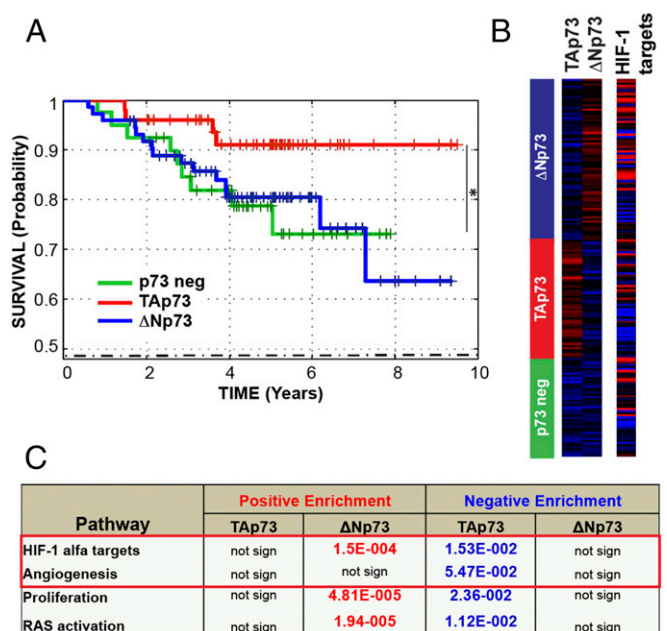 A
B
SURVIVAL (Probability)
1
0.9
0.8
0.7
0.6
0.5
p73 neg
TAp73
ΔNp73
*
0 2 4 6 8 10
TIME (Years)
TAp73
ΔNp73
HIF-1
targets
ΔNp73
TAp73
p73 neg
C
Pathway Positive Enrichment Negative Enrichment
TAp73 ΔNp73 TAp73 ΔNp73
HIF-1 alfa targets not sign 1.5E-004 1.53E-002 not sign
Angiogenesis not sign not sign 5.47E-002 not sign
Proliferation not sign 4.81E-005 2.36-002 not sign
RAS activation not sign 1.94-005 1.12E-002 not sign